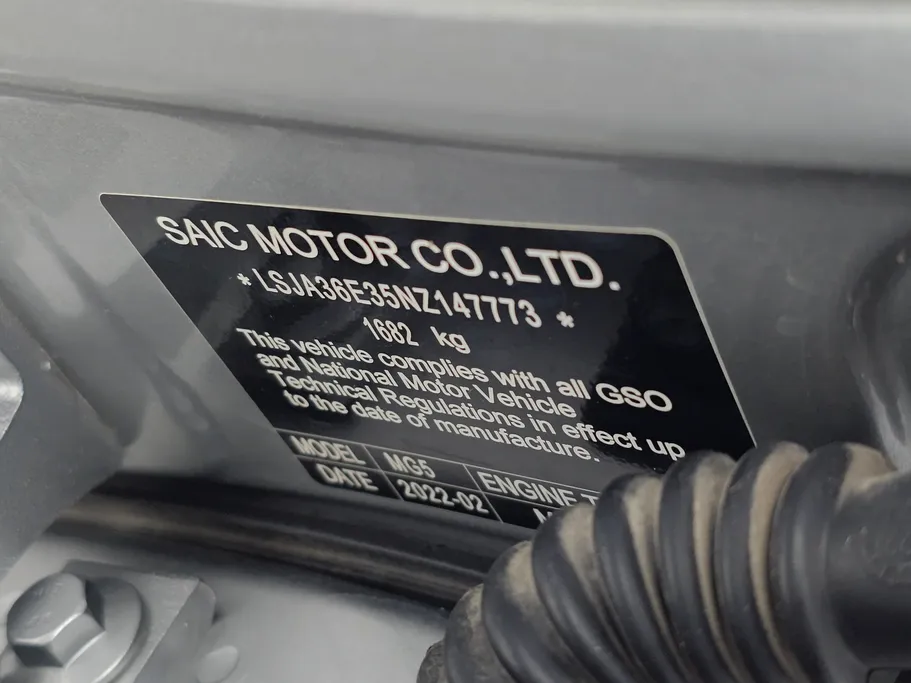 SAIC MOTOR CO.,LTD.
* LSJA36E35NZ147773 *
1682 kg
This vehicle complies with all GSO
and National Motor Vehicle
Technical Regulations in effect up
to the date of manufacture.
MODEL MG5 ENGINE
DATE 2022-02